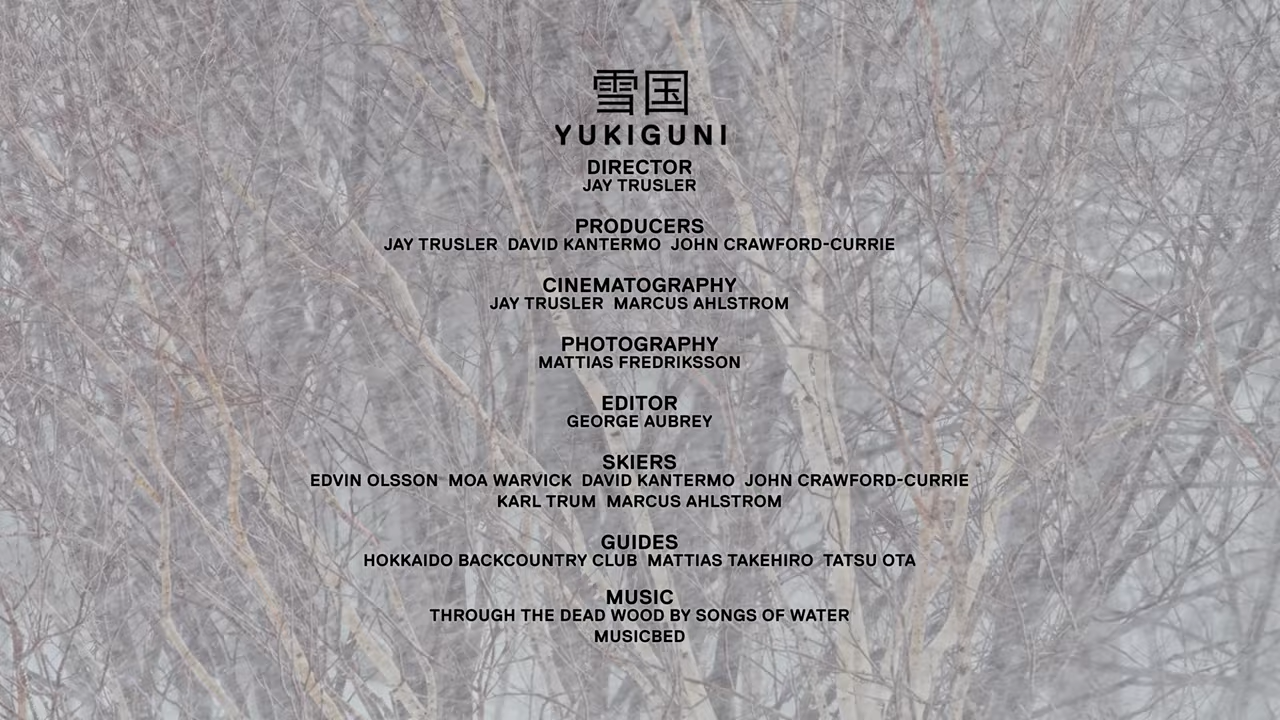 雪国
YUKIGUNI
DIRECTOR
JAY TRUSLER
PRODUCERS
JAY TRUSLER DAVID KANTERMO JOHN CRAWFORD-CURRIE
CINEMATOGRAPHY
JAY TRUSLER MARCUS AHLSTROM
PHOTOGRAPHY
MATTIAS FREDRIKSSON
EDITOR
GEORGE AUBREY
SKIERS
EDVIN OLSSON MOA WARVICK DAVID KANTERMO JOHN CRAWFORD-CURRIE
KARL TRUM MARCUS AHLSTROM
GUIDES
HOKKAIDO BACKCOUNTRY CLUB MATTIAS TAKEHIRO TATSU OTA
MUSIC
THROUGH THE DEAD WOOD BY SONGS OF WATER
MUSICBED